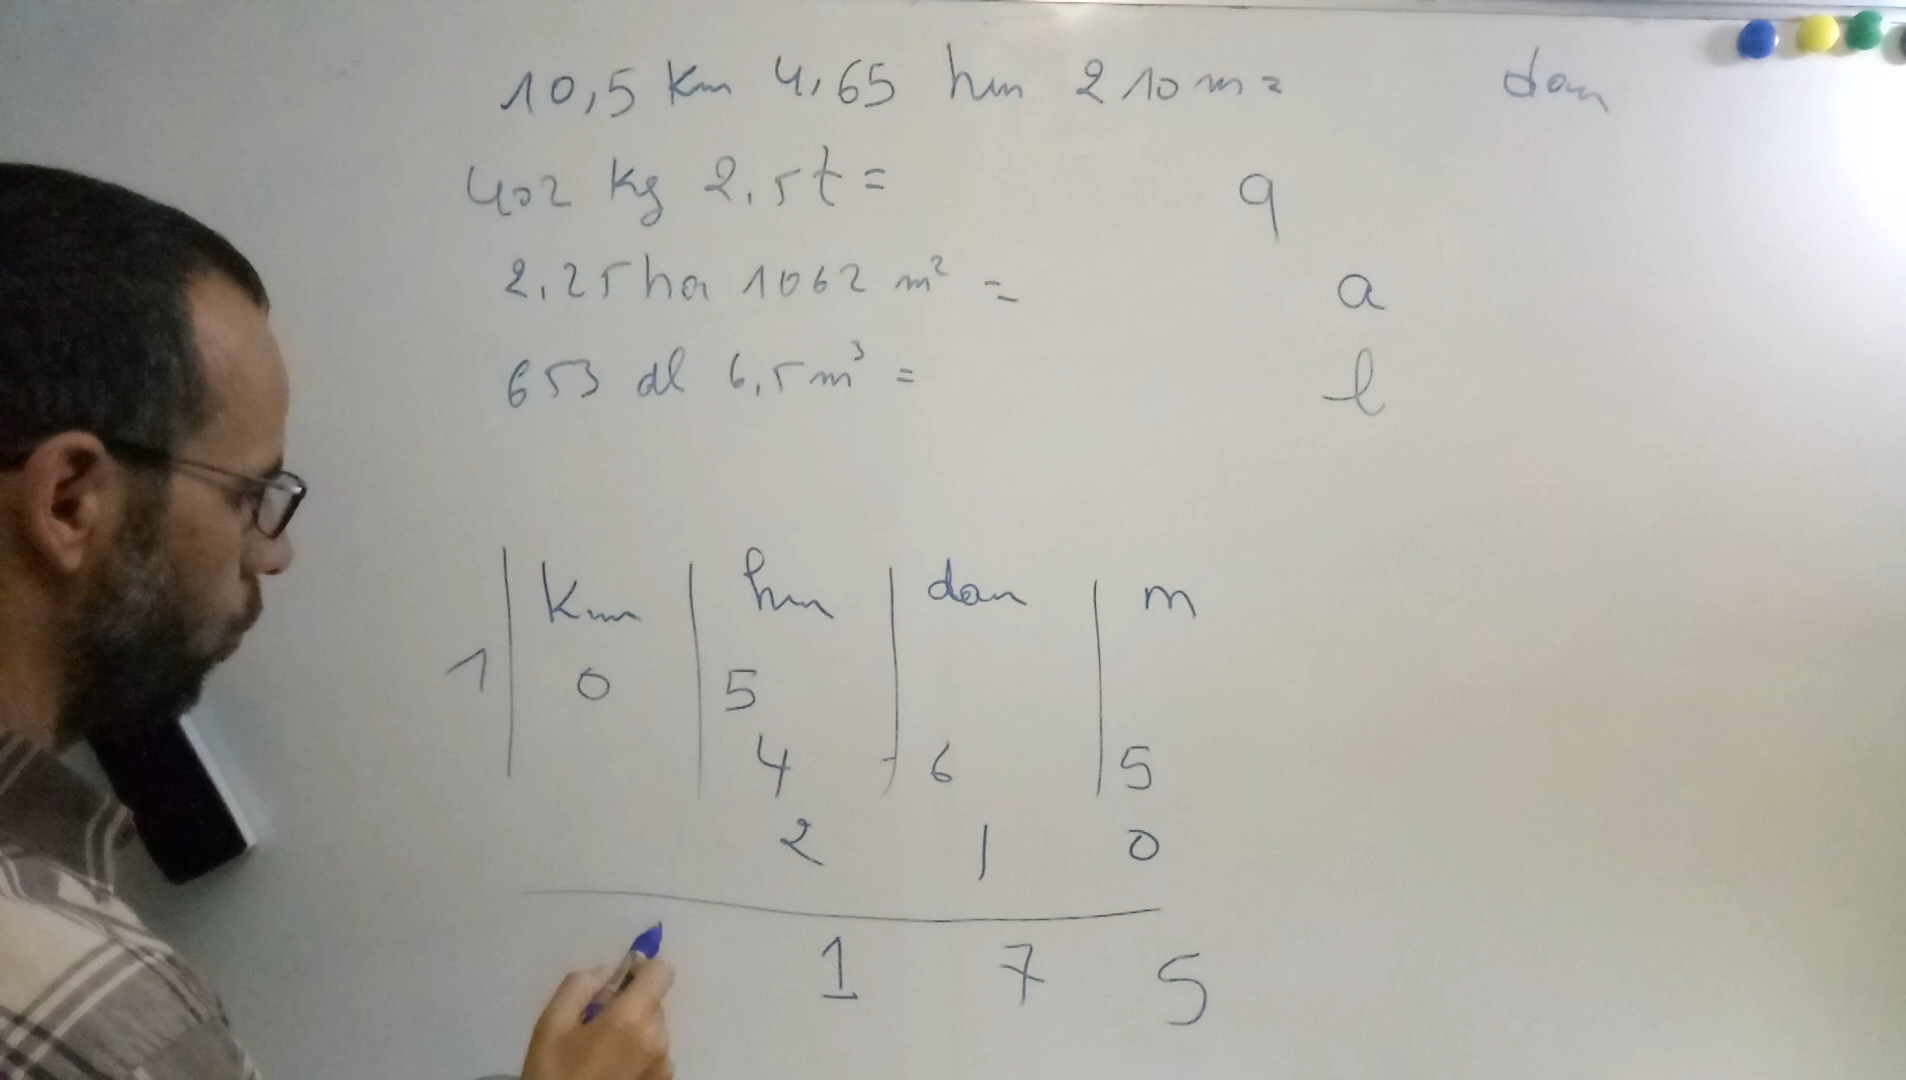 10,5 Km 4,65 hm 210 m = dam
402 kg 2,5 t = q
2,25 ha 1062 m² = a
653 dl 6,5 m³ = l
Km hm dam m
1 0 5
4 6 5
2 1 0
1 7 5